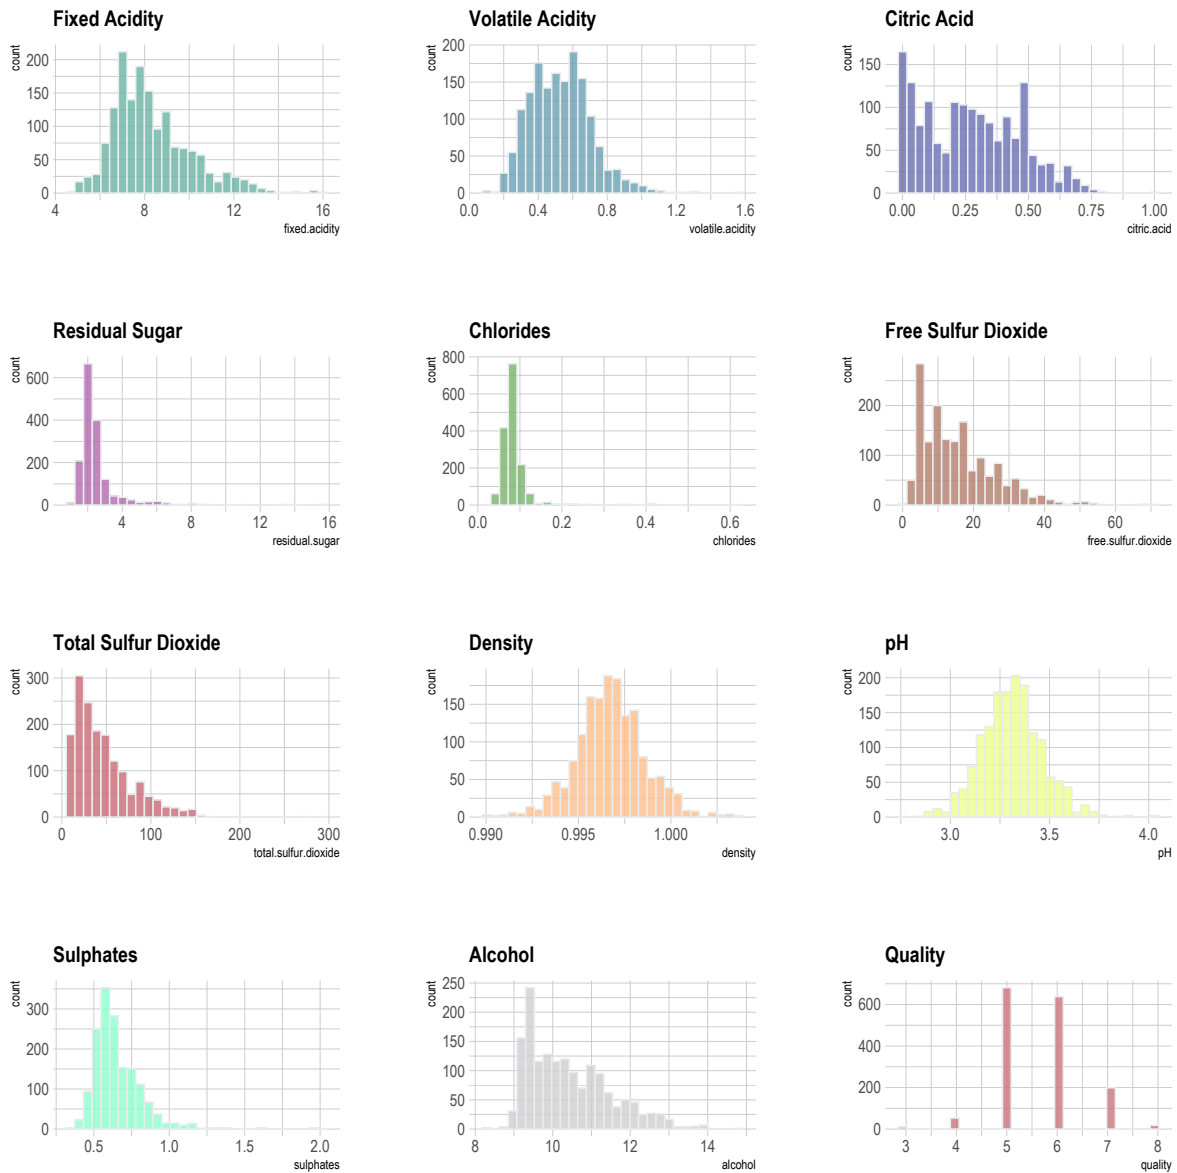 Fixed Acidity
count
200
150
100
50
0
4 8 12 16
fixed.acidity
Volatile Acidity
count
200
150
100
50
0
0.0 0.4 0.8 1.2 1.6
volatile.acidity
Citric Acid
count
150
100
50
0
0.00 0.25 0.50 0.75 1.00
citric.acid
Residual Sugar
count
600
400
200
0
4 8 12 16
residual.sugar
Chlorides
count
800
600
400
200
0
0.0 0.2 0.4 0.6
chlorides
Free Sulfur Dioxide
count
200
100
0
0 20 40 60
free.sulfur.dioxide
Total Sulfur Dioxide
count
300
200
100
0
0 100 200 300
total.sulfur.dioxide
Density
count
150
100
50
0
0.990 0.995 1.000
density
pH
count
200
150
100
50
0
3.0 3.5 4.0
pH
Sulphates
count
300
200
100
0
0.5 1.0 1.5 2.0
sulphates
Alcohol
count
250
200
150
100
50
0
8 10 12 14
alcohol
Quality
count
600
400
200
0
3 4 5 6 7 8
quality